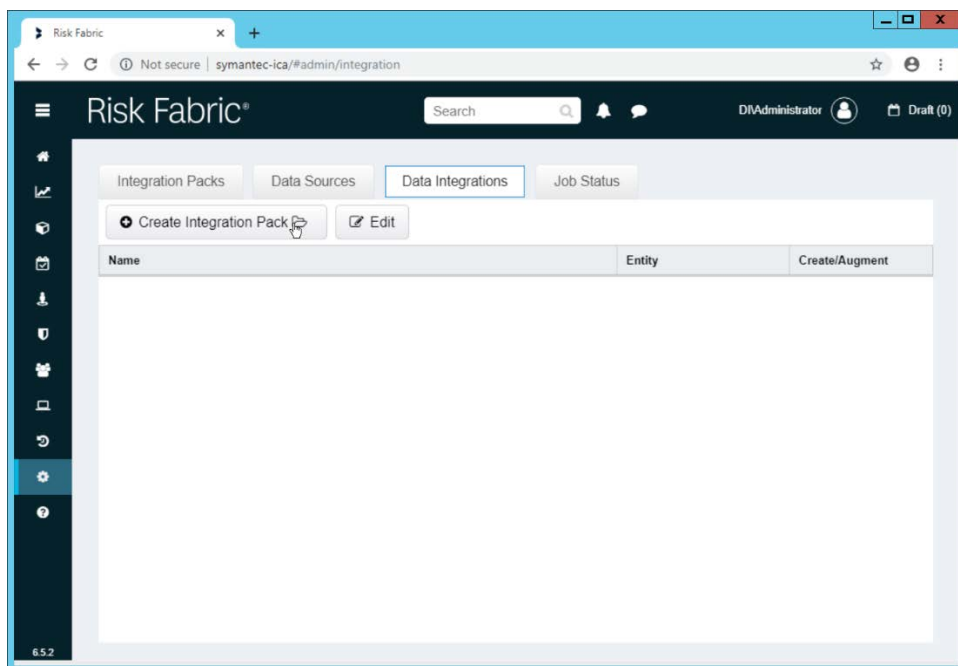 Risk Fabric
Not secure | symantec-ica/#admin/integration
Risk Fabric®
Search
DI\Administrator
Draft (0)
Integration Packs
Data Sources
Data Integrations
Job Status
Create Integration Pack
Edit
Name
Entity
Create/Augment
6.5.2